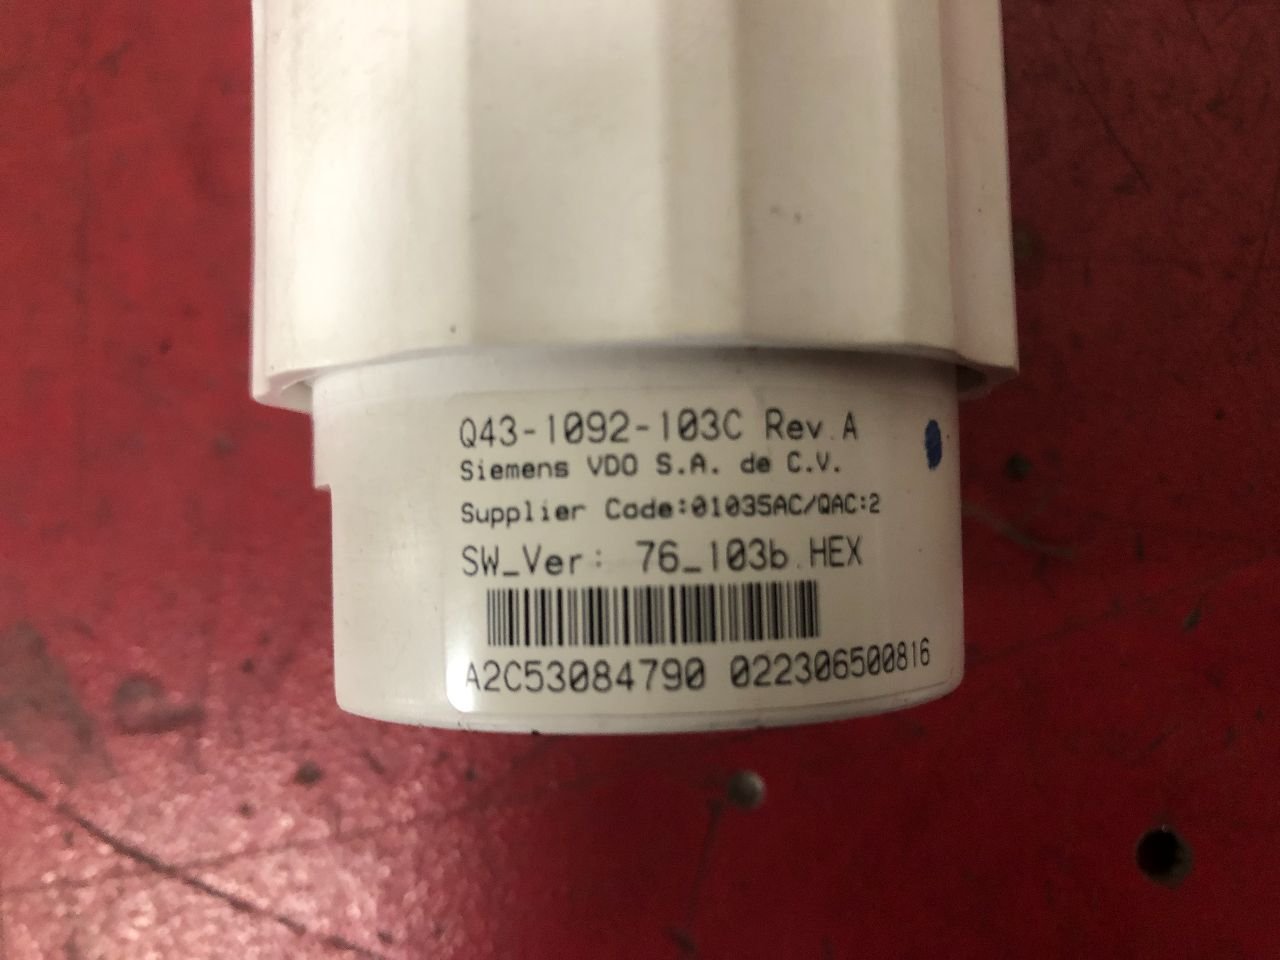 Q43-1092-103C Rev.A
Siemens VDO S.A. de C.V.
Supplier Code:01035AC/QAC:2
SW_Ver: 76_103b.HEX
A2C53084790 022306500816